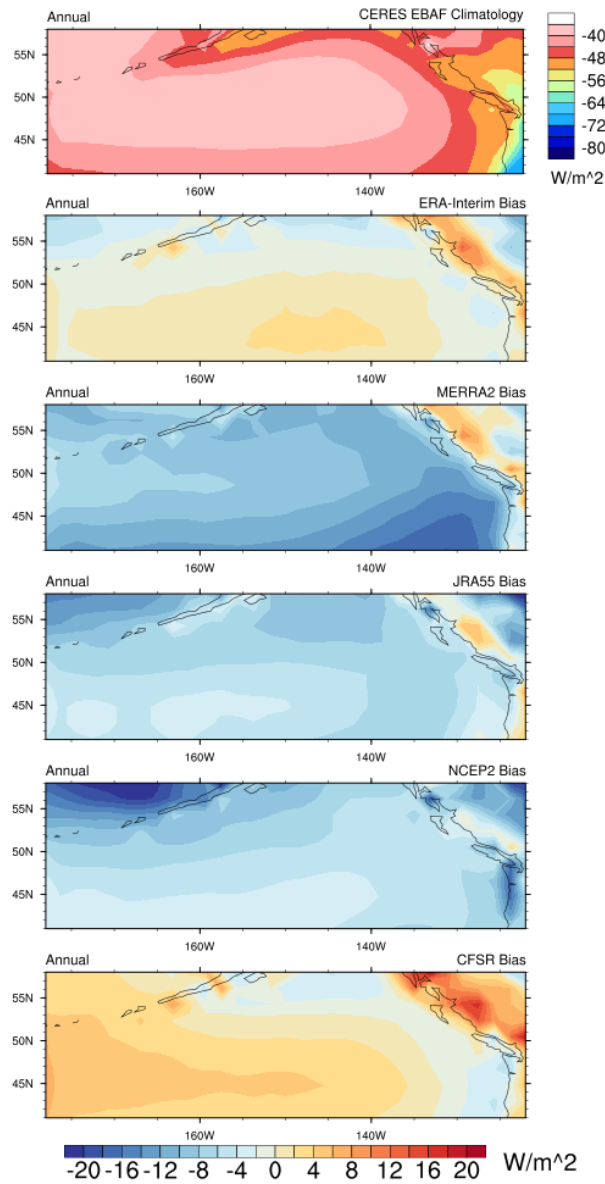 Annual CERES EBAF Climatology
55N
50N
45N
160W 140W
-40
-48
-56
-64
-72
-80
W/m^2
Annual ERA-Interim Bias
55N
50N
45N
160W 140W
Annual MERRA2 Bias
55N
50N
45N
160W 140W
Annual JRA55 Bias
55N
50N
45N
160W 140W
Annual NCEP2 Bias
55N
50N
45N
160W 140W
Annual CFSR Bias
55N
50N
45N
160W 140W
-20 -16 -12 -8 -4 0 4 8 12 16 20 W/m^2